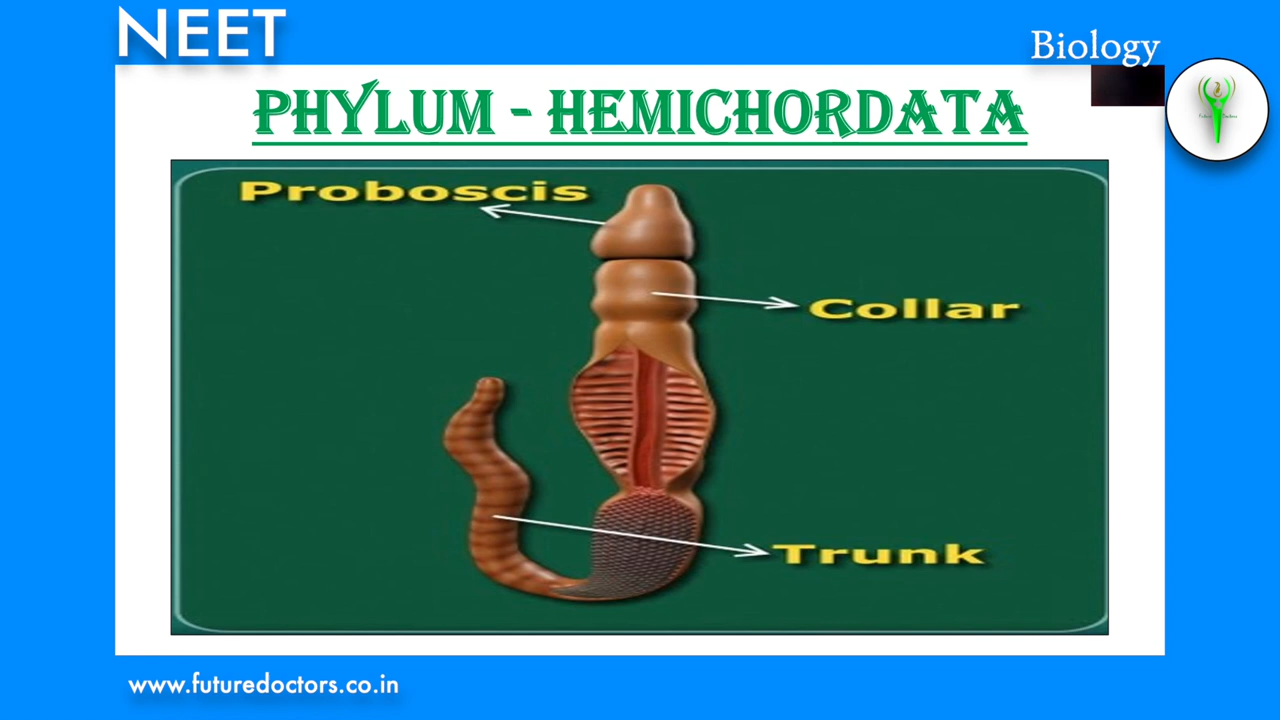 NEET
Biology
PHYLUM - HEMICHORDATA
Proboscis
Collar
Trunk
www.futuredoctors.co.in